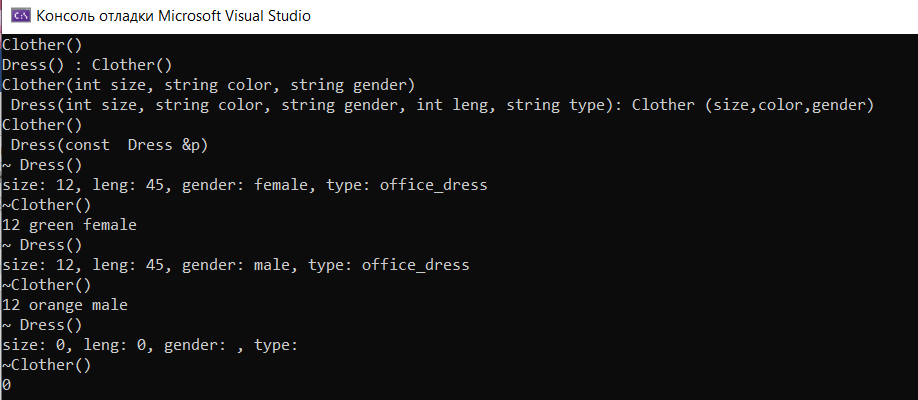 Консоль отладки Microsoft Visual Studio
Clother()
Dress() : Clother()
Clother(int size, string color, string gender)
 Dress(int size, string color, string gender, int leng, string type): Clother (size,color,gender)
Clother()
 Dress(const  Dress &p)
~ Dress()
size: 12, leng: 45, gender: female, type: office_dress
~Clother()
12 green female
~ Dress()
size: 12, leng: 45, gender: male, type: office_dress
~Clother()
12 orange male
~ Dress()
size: 0, leng: 0, gender: , type:
~Clother()
0